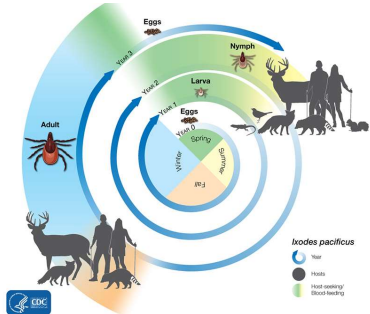 Eggs
YEAR 3
Nymph
YEAR 2
Larva
YEAR 1
Eggs
YEAR 0
Adult
Spring
Winter
Summer
Fall
Ixodes pacificus
Year
Hosts
Host-seeking/
Blood-feeding
CDC